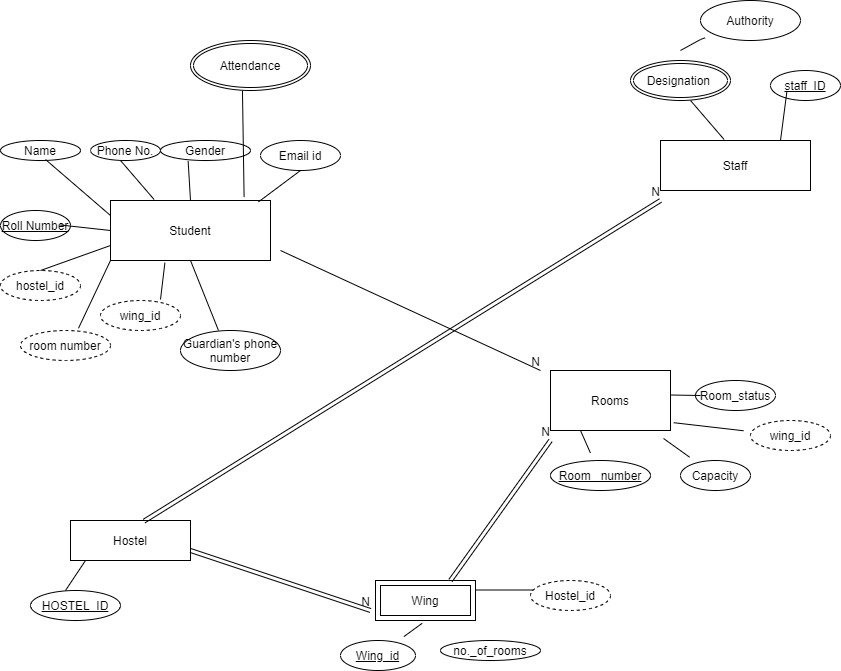 Authority
Attendance
Designation
staff_ID
Name
Phone No.
Gender
Email id
Staff
N
Roll Number
Student
hostel_id
wing_id
room number
Guardian's phone
number
N
Rooms
Room_status
N
wing_id
Room_number
Capacity
Hostel
HOSTEL_ID
N
Wing
Hostel_id
Wing_id
no._of_rooms